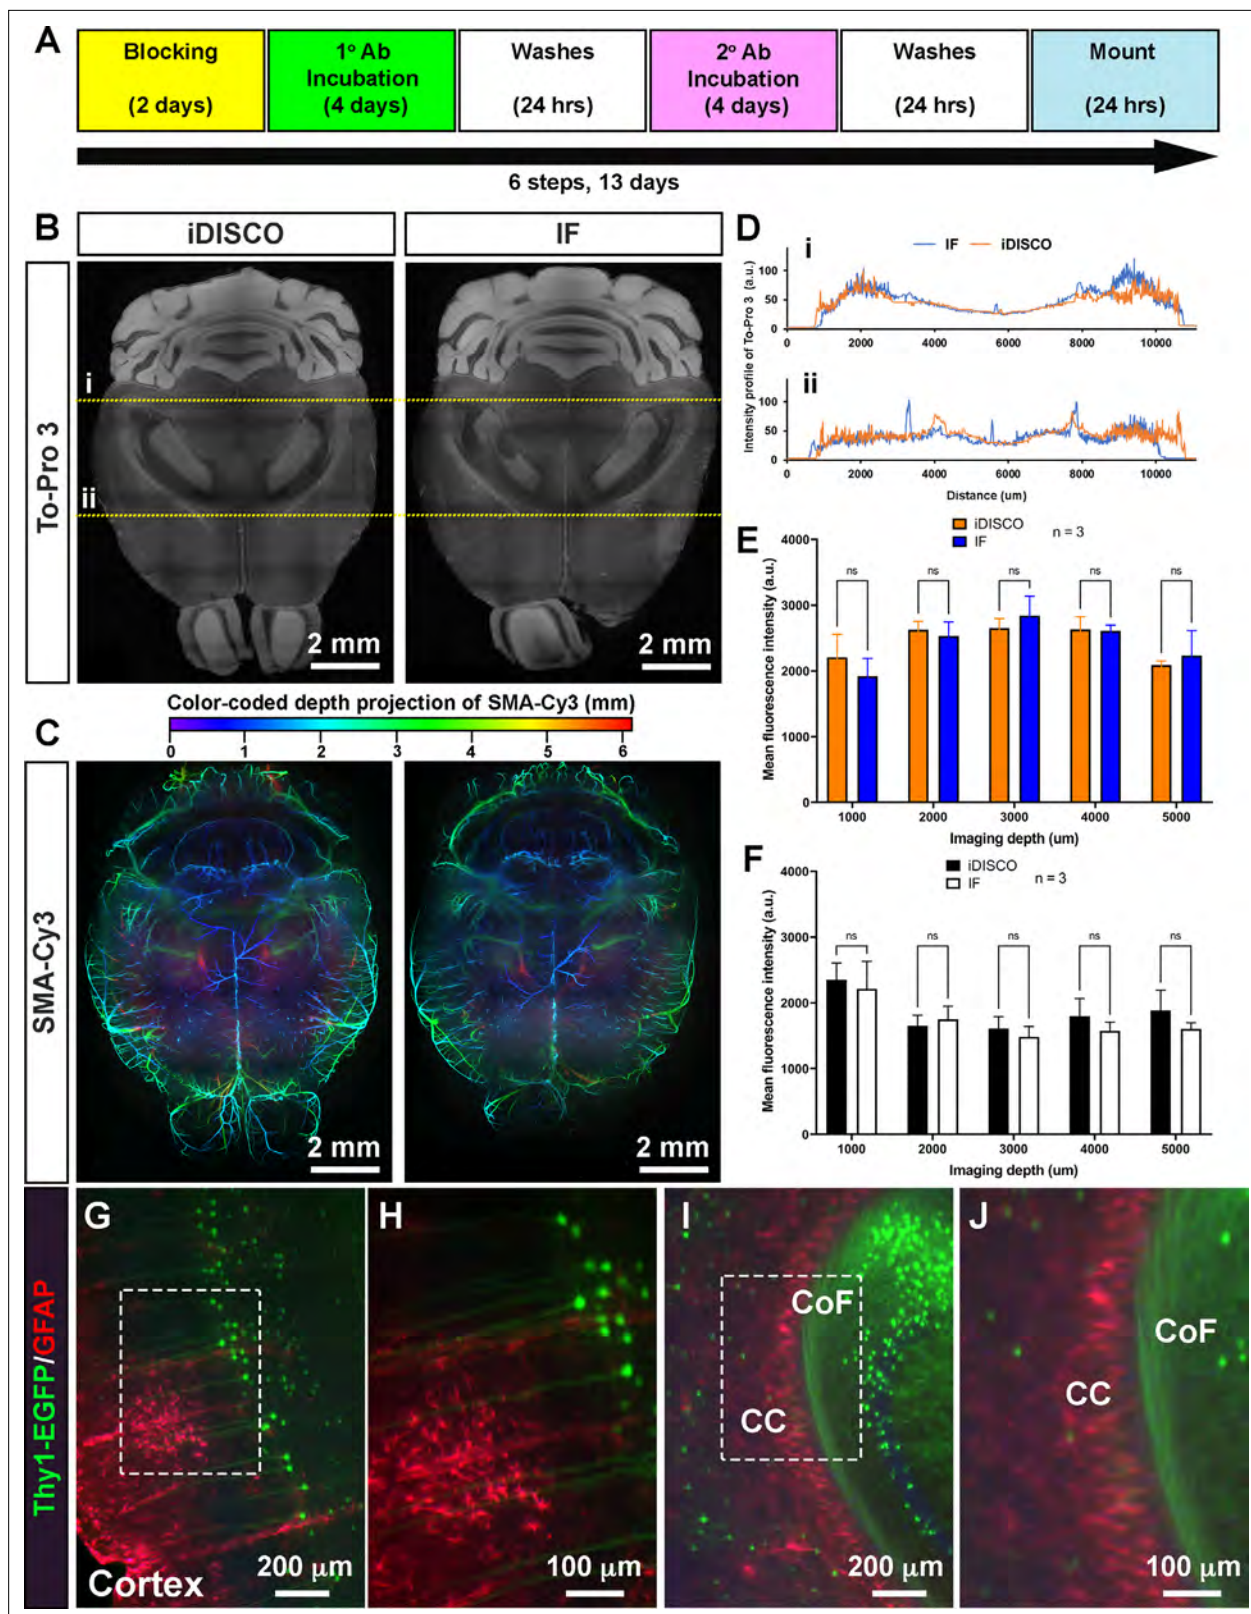 A
Blocking
(2 days)
1° Ab
Incubation
(4 days)
Washes
(24 hrs)
2° Ab
Incubation
(4 days)
Washes
(24 hrs)
Mount
(24 hrs)
6 steps, 13 days
B
iDISCO
IF
To-Pro 3
i
ii
2 mm
2 mm
Color-coded depth projection of SMA-Cy3 (mm)
0 1 2 3 4 5 6
C
SMA-Cy3
2 mm
2 mm
D
i
IF iDISCO
Intensity profile of To-Pro 3 (a.u.)
100
50
0
0 2000 4000 6000 8000 10000
ii
100
50
0
0 2000 4000 6000 8000 10000
Distance (um)
E
iDISCO
IF
n = 3
Mean fluorescence intensity (a.u.)
4000
3000
2000
1000
0
ns ns ns ns ns
1000 2000 3000 4000 5000
Imaging depth (um)
F
iDISCO
IF
n = 3
Mean fluorescence intensity (a.u.)
4000
3000
2000
1000
0
ns ns ns ns ns
1000 2000 3000 4000 5000
Imaging depth (um)
Thy1-EGFP/GFAP
G
Cortex
200 µm
H
100 µm
I
CoF
CC
200 µm
J
CoF
CC
100 µm